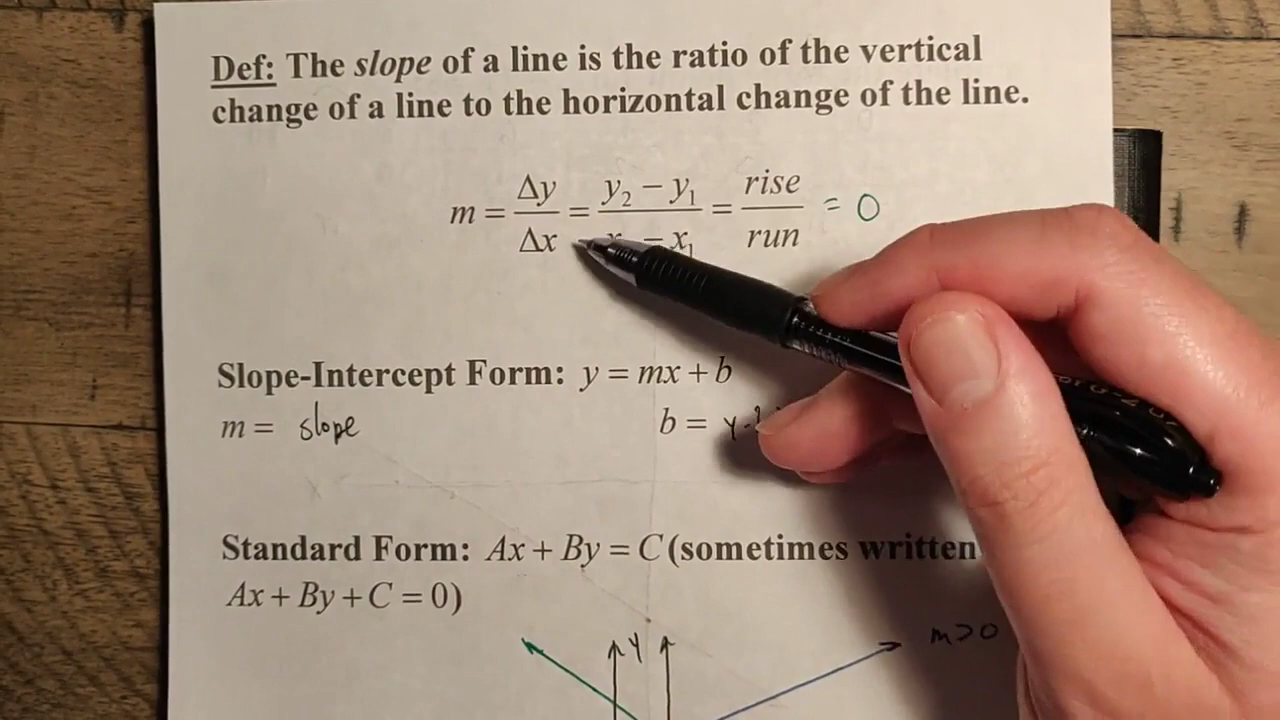 Def: The slope of a line is the ratio of the vertical
change of a line to the horizontal change of the line.
m = Δy/Δx = y₂ − y₁/x₂ − x₁ = rise/run = 0
Slope-Intercept Form: y = mx + b
m = slope b =
Standard Form: Ax + By = C (sometimes written
Ax + By + C = 0)
Y
m>0